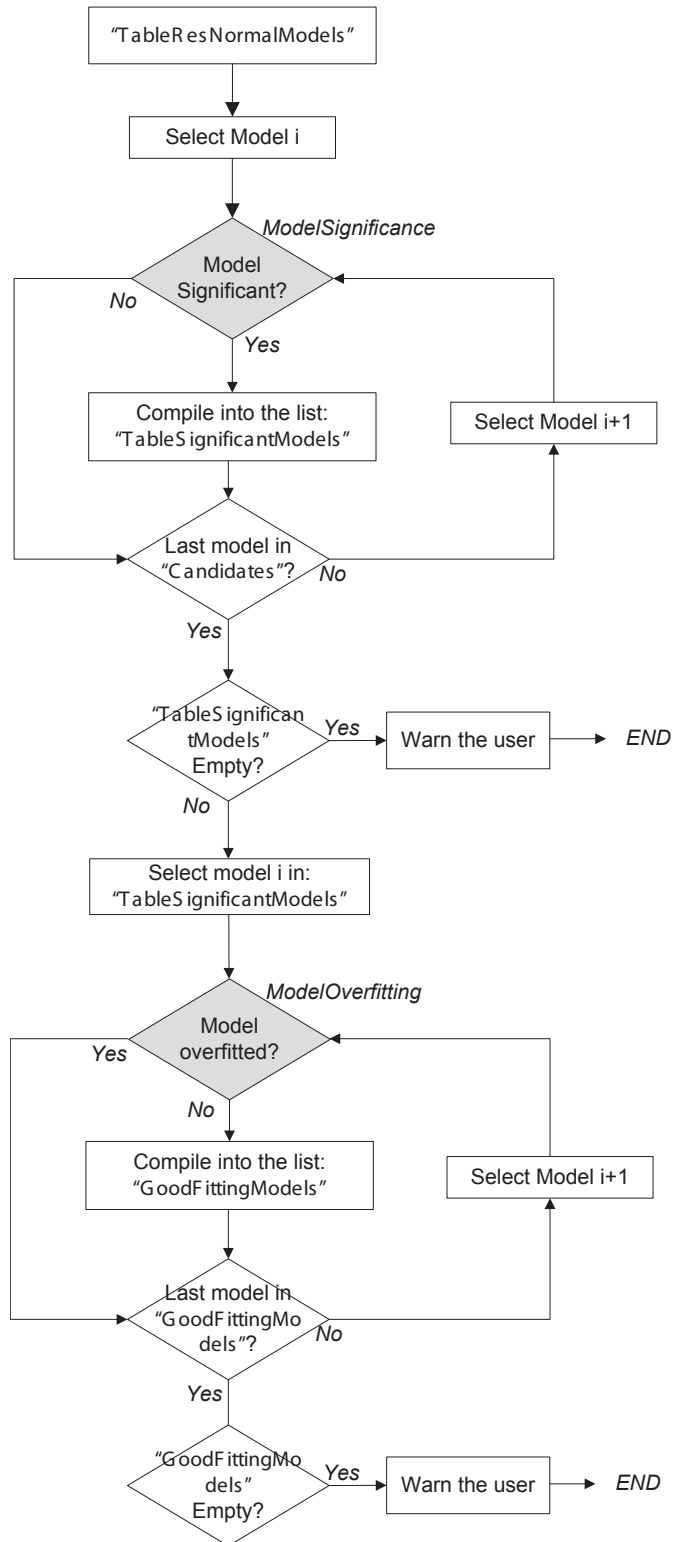 "TableResNormalModels"
Select Model i
ModelSignificance
Model
Significant?
No
Yes
Compile into the list:
"TableSignificantModels"
Select Model i+1
Last model in
"Candidates"?
No
Yes
"TableSignifican
tModels"
Empty?
Yes
Warn the user
END
No
Select model i in:
"TableSignificantModels"
ModelOverfitting
Model
overfitted?
Yes
No
Compile into the list:
"GoodFittingModels"
Select Model i+1
Last model in
"GoodFittingMo
dels"?
No
Yes
"GoodFittingMo
dels"
Empty?
Yes
Warn the user
END